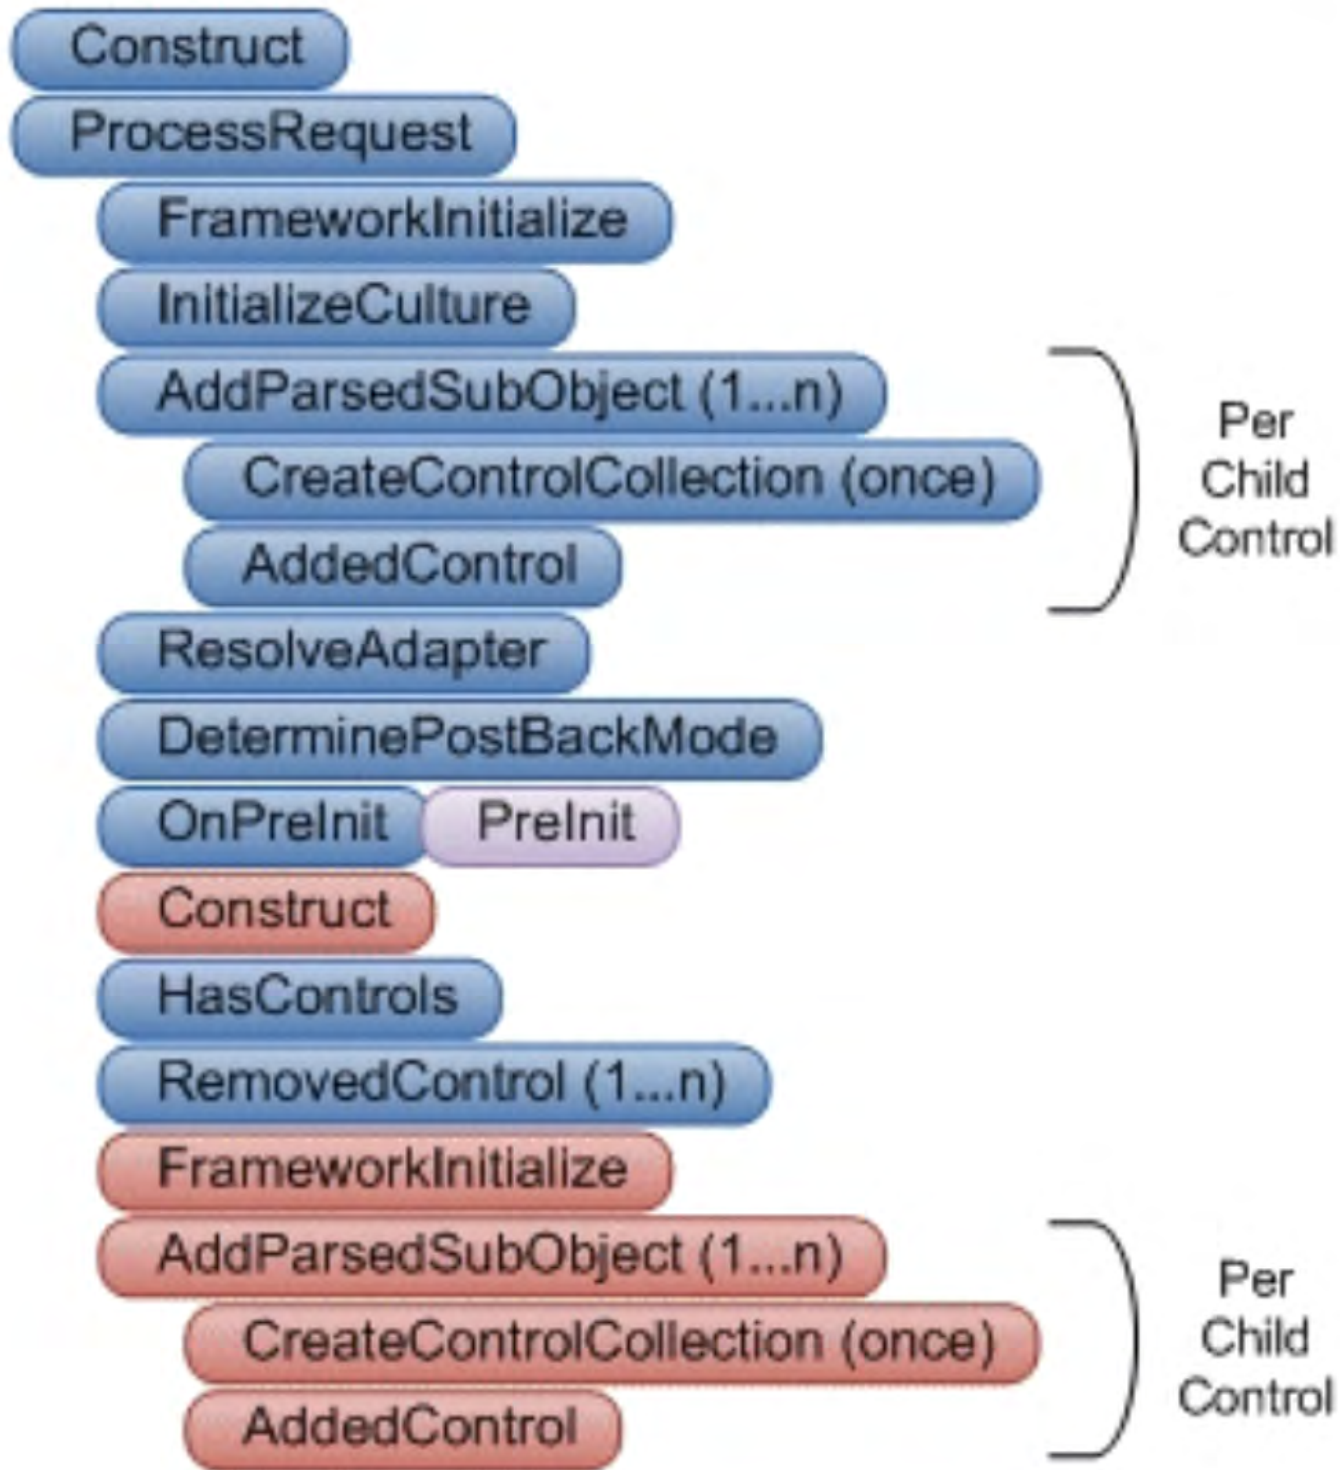 Construct
ProcessRequest
FrameworkInitialize
InitializeCulture
AddParsedSubObject (1...n)
CreateControlCollection (once)
AddedControl
Per
Child
Control
ResolveAdapter
DeterminePostBackMode
OnPreInit PreInit
Construct
HasControls
RemovedControl (1...n)
FrameworkInitialize
AddParsedSubObject (1...n)
CreateControlCollection (once)
AddedControl
Per
Child
Control